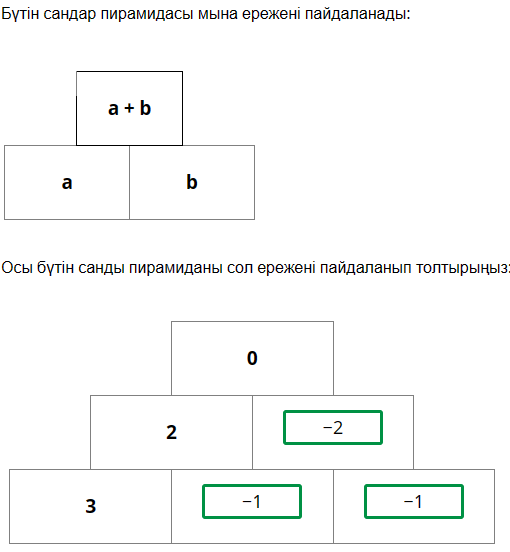 Бүтін сандар пирамидасы мына ережені пайдаланады:
a + b
a b
Осы бүтін санды пирамиданы сол ережені пайдаланып толтырыңыз:
0
2 −2
3 −1 −1